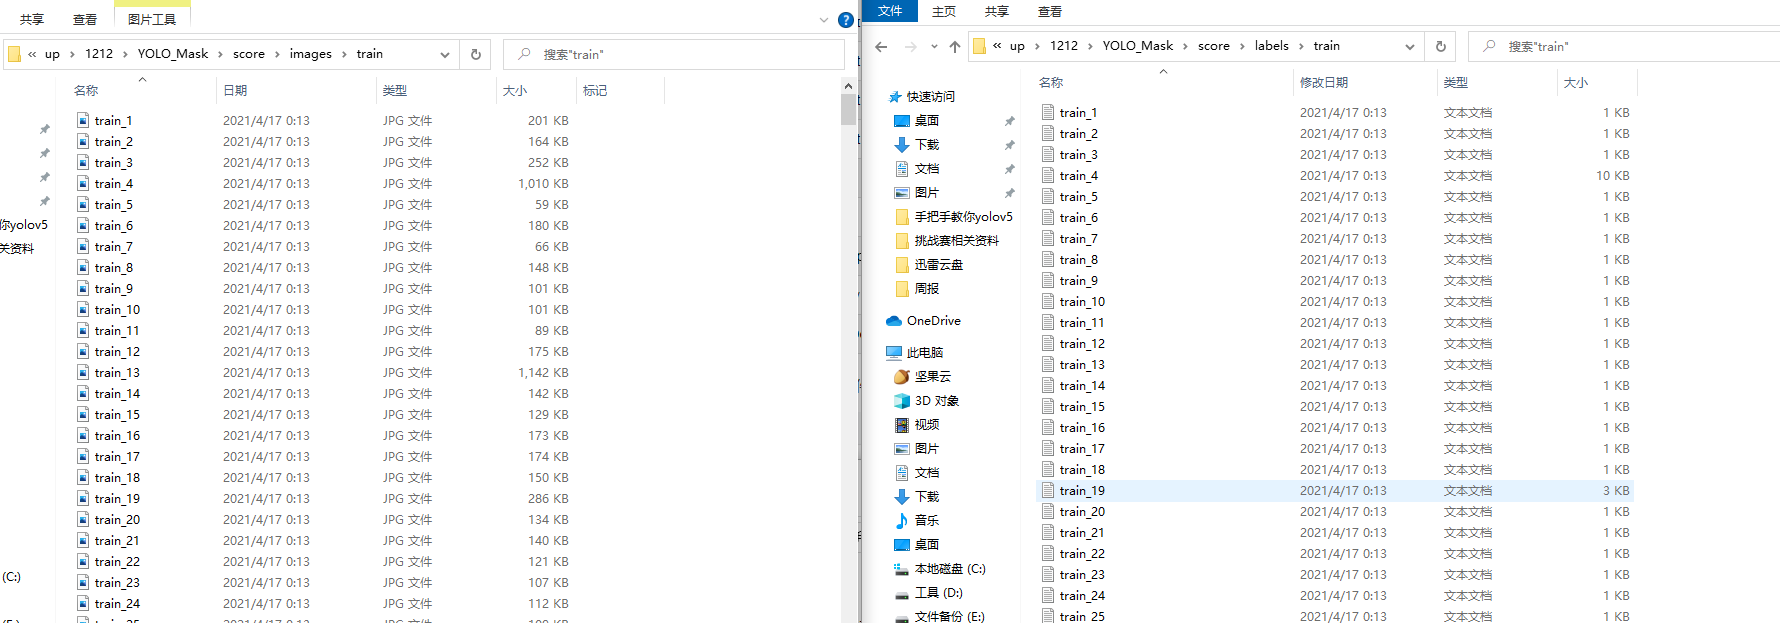 共享 查看 图片工具
« up › 1212 › YOLO_Mask › score › images › train
搜索"train"
名称 日期 类型 大小 标记
train_1 2021/4/17 0:13 JPG 文件 201 KB
train_2 2021/4/17 0:13 JPG 文件 164 KB
train_3 2021/4/17 0:13 JPG 文件 252 KB
train_4 2021/4/17 0:13 JPG 文件 1,010 KB
train_5 2021/4/17 0:13 JPG 文件 59 KB
train_6 2021/4/17 0:13 JPG 文件 180 KB
train_7 2021/4/17 0:13 JPG 文件 66 KB
train_8 2021/4/17 0:13 JPG 文件 148 KB
train_9 2021/4/17 0:13 JPG 文件 101 KB
train_10 2021/4/17 0:13 JPG 文件 101 KB
train_11 2021/4/17 0:13 JPG 文件 89 KB
train_12 2021/4/17 0:13 JPG 文件 175 KB
train_13 2021/4/17 0:13 JPG 文件 1,142 KB
train_14 2021/4/17 0:13 JPG 文件 142 KB
train_15 2021/4/17 0:13 JPG 文件 129 KB
train_16 2021/4/17 0:13 JPG 文件 173 KB
train_17 2021/4/17 0:13 JPG 文件 174 KB
train_18 2021/4/17 0:13 JPG 文件 150 KB
train_19 2021/4/17 0:13 JPG 文件 286 KB
train_20 2021/4/17 0:13 JPG 文件 134 KB
train_21 2021/4/17 0:13 JPG 文件 140 KB
train_22 2021/4/17 0:13 JPG 文件 121 KB
train_23 2021/4/17 0:13 JPG 文件 107 KB
train_24 2021/4/17 0:13 JPG 文件 112 KB
你yolov5
关资料
(C:)
文件 主页 共享 查看
« up › 1212 › YOLO_Mask › score › labels › train
搜索"train"
快速访问
桌面
下载
文档
图片
手把手教你yolov5
挑战赛相关资料
迅雷云盘
周报
OneDrive
此电脑
坚果云
3D 对象
视频
图片
文档
下载
音乐
桌面
本地磁盘 (C:)
工具 (D:)
文件备份 (E:)
名称 修改日期 类型 大小
train_1 2021/4/17 0:13 文本文档 1 KB
train_2 2021/4/17 0:13 文本文档 1 KB
train_3 2021/4/17 0:13 文本文档 1 KB
train_4 2021/4/17 0:13 文本文档 10 KB
train_5 2021/4/17 0:13 文本文档 1 KB
train_6 2021/4/17 0:13 文本文档 1 KB
train_7 2021/4/17 0:13 文本文档 1 KB
train_8 2021/4/17 0:13 文本文档 1 KB
train_9 2021/4/17 0:13 文本文档 1 KB
train_10 2021/4/17 0:13 文本文档 1 KB
train_11 2021/4/17 0:13 文本文档 1 KB
train_12 2021/4/17 0:13 文本文档 1 KB
train_13 2021/4/17 0:13 文本文档 1 KB
train_14 2021/4/17 0:13 文本文档 1 KB
train_15 2021/4/17 0:13 文本文档 1 KB
train_16 2021/4/17 0:13 文本文档 1 KB
train_17 2021/4/17 0:13 文本文档 1 KB
train_18 2021/4/17 0:13 文本文档 1 KB
train_19 2021/4/17 0:13 文本文档 3 KB
train_20 2021/4/17 0:13 文本文档 1 KB
train_21 2021/4/17 0:13 文本文档 1 KB
train_22 2021/4/17 0:13 文本文档 1 KB
train_23 2021/4/17 0:13 文本文档 1 KB
train_24 2021/4/17 0:13 文本文档 1 KB
train_25 2021/4/17 0:13 文本文档 1 KB